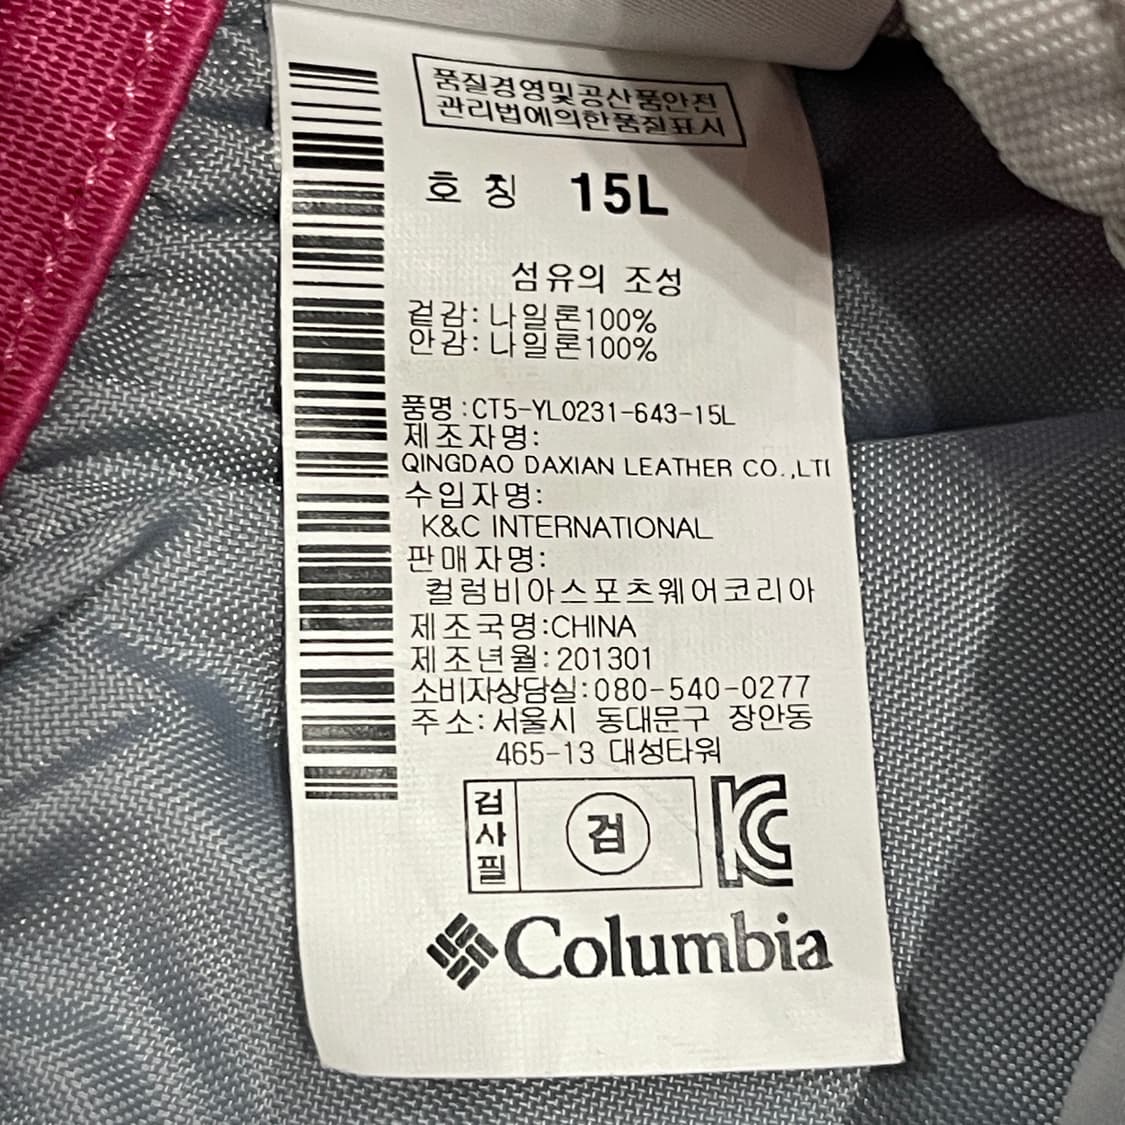 품질경영및공산품안전
관리법에의한품질표시
호 칭 15L
섬유의 조성
겉감: 나일론100%
안감: 나일론100%
품명:CT5-YL0231-643-15L
제조자명:
QINGDAO DAXIAN LEATHER CO.,LT
수입자명:
K&C INTERNATIONAL
판매자명:
컬럼비아스포츠웨어코리아
제조국명:CHINA
제조년월:201301
소비자상담실:080-540-0277
주소:서울시 동대문구 장안동
465-13 대성타워
검사필
검
KC
Columbia